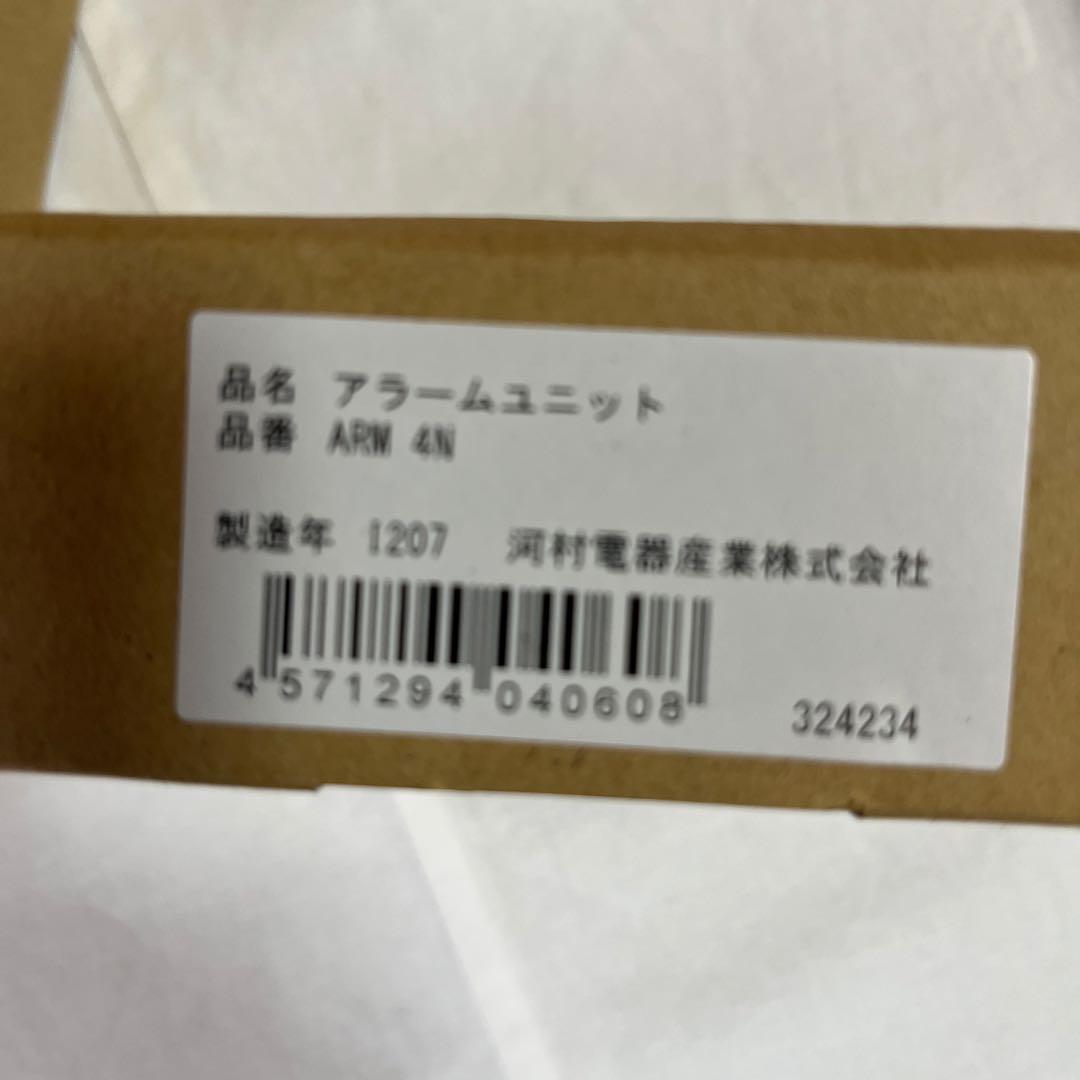 品名 アラームユニット
品番 ARM 4N
製造年 1207 河村電器産業株式会社
4 571294 040608
324234